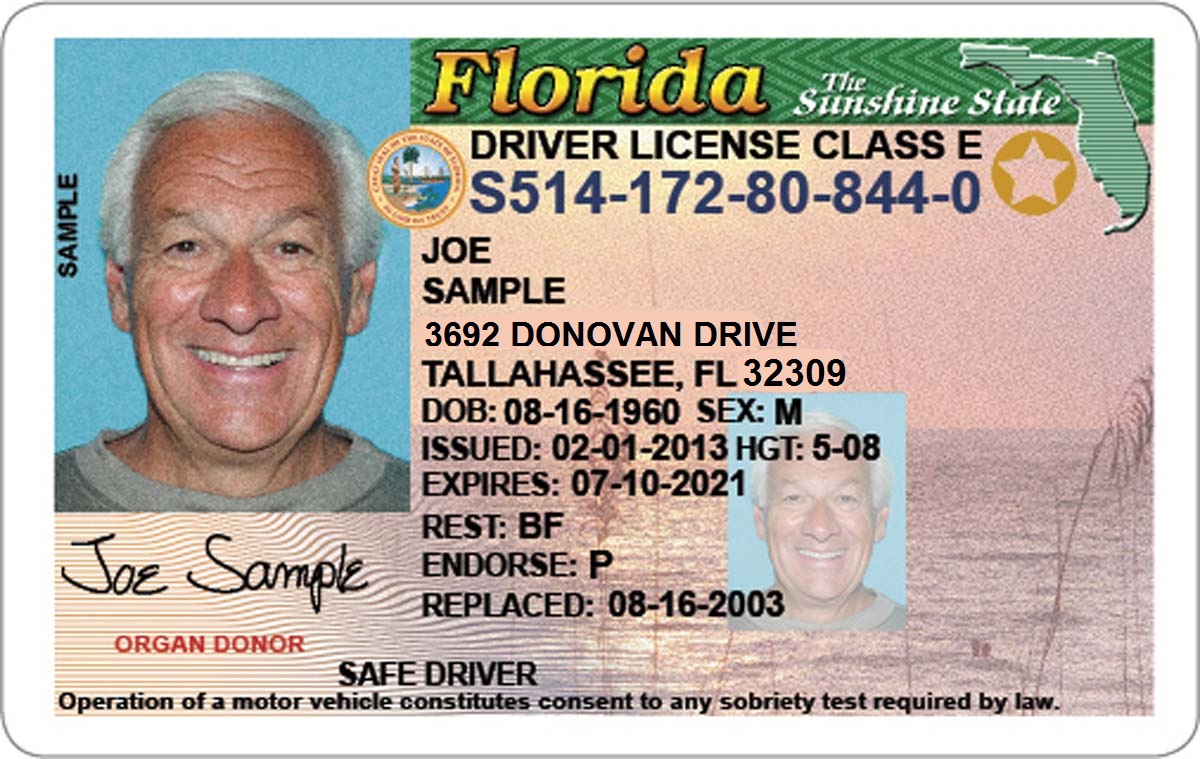 SAMPLE
Florida
The
Sunshine State
DRIVER LICENSE CLASS E
S514-172-80-844-0
JOE
SAMPLE
3692 DONOVAN DRIVE
TALLAHASSEE, FL 32309
DOB: 08-16-1960 SEX: M
ISSUED: 02-01-2013 HGT: 5-08
EXPIRES: 07-10-2021
REST: BF
ENDORSE: P
REPLACED: 08-16-2003
Joe Sample
ORGAN DONOR
SAFE DRIVER
Operation of a motor vehicle constitutes consent to any sobriety test required by law.